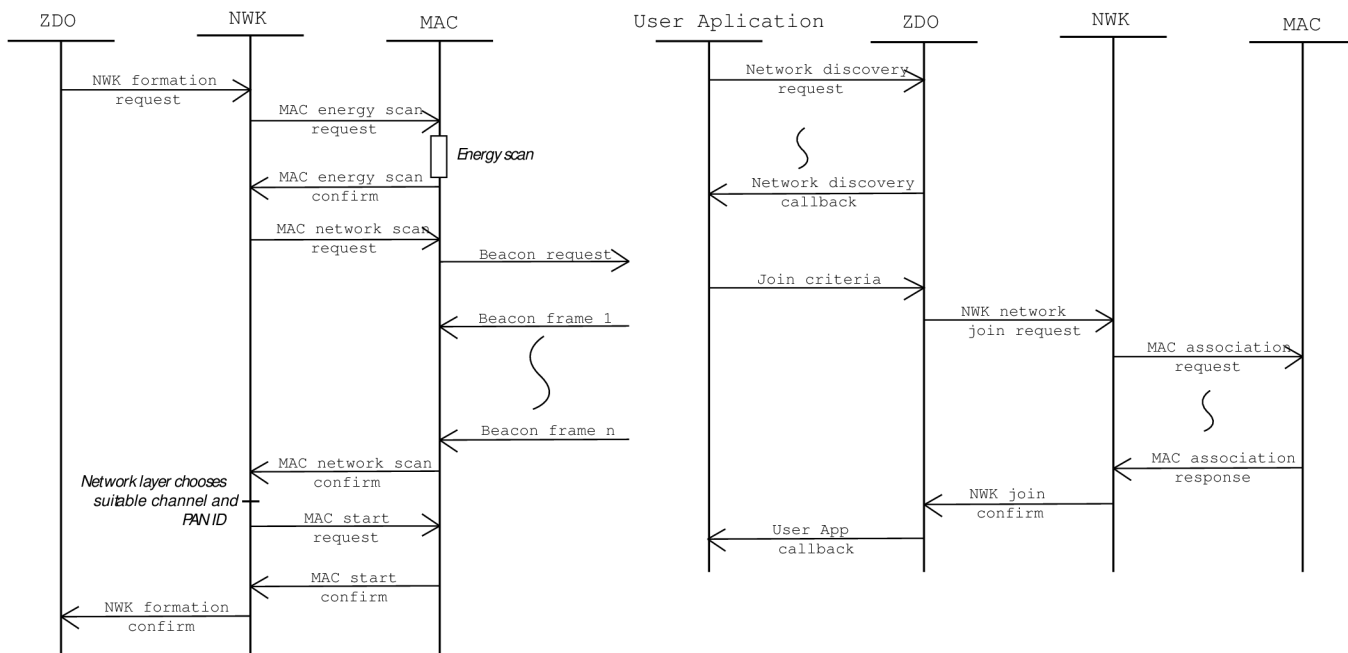 ZDO
NWK
MAC
NWK formation
request
MAC energy scan
request
Energy scan
MAC energy scan
confirm
MAC network scan
request
Beacon request
Beacon frame 1
Beacon frame n
MAC network scan
confirm
Network layer chooses
suitable channel and
PAN ID
MAC start
request
MAC start
confirm
NWK formation
confirm
User Aplication
ZDO
NWK
MAC
Network discovery
request
Network discovery
callback
Join criteria
NWK network
join request
MAC association
request
MAC association
response
NWK join
confirm
User App
callback